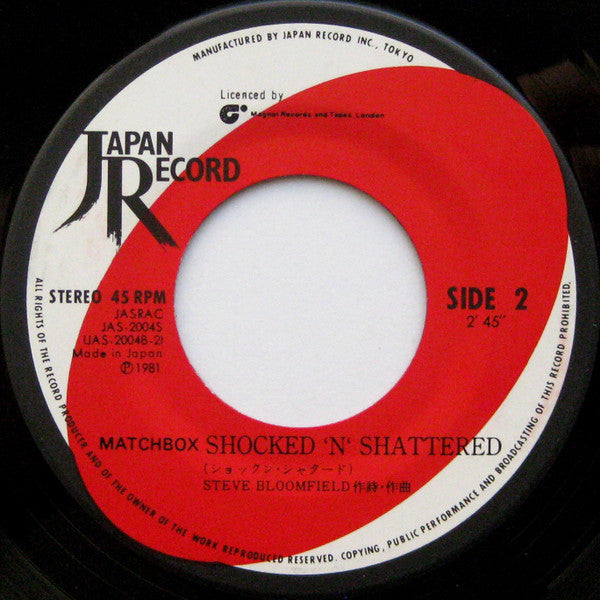 MANUFACTURED BY JAPAN RECORD INC., TOKYO
Licenced by
Magnet Records and Tapes, London
JAPAN
RECORD
STEREO 45 RPM
JASRAC
JAS-2004S
(JAS-2004B-2)
Made in Japan
Ⓟ1981
SIDE 2
2' 45"
MATCHBOX SHOCKED 'N' SHATTERED
(ショックン・シャタード)
STEVE BLOOMFIELD 作詩・作曲
ALL RIGHTS OF THE RECORD PRODUCER AND OF THE OWNER OF THE WORK REPRODUCED RESERVED. COPYING, PUBLIC PERFORMANCE AND BROADCASTING OF THIS RECORD PROHIBITED.